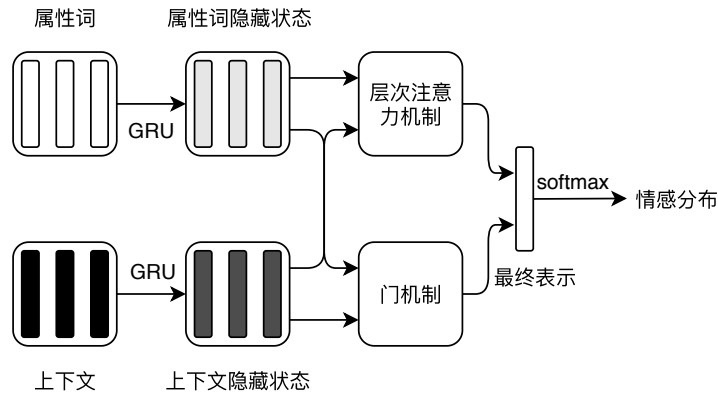 属性词
属性词隐藏状态
GRU
层次注意
力机制
softmax
情感分布
GRU
门机制
最终表示
上下文
上下文隐藏状态